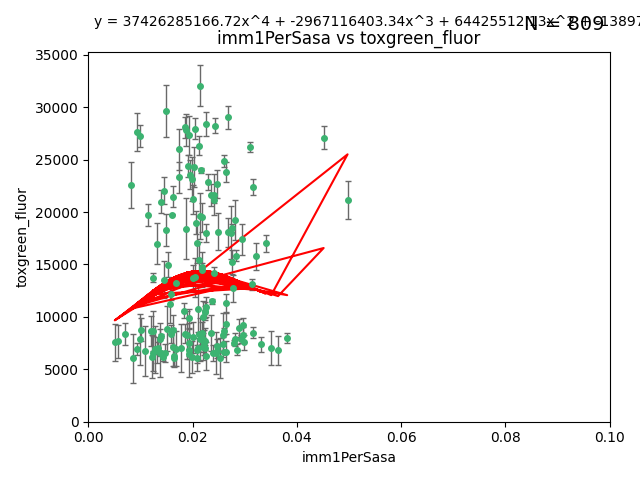 y = 37426285166.72x^4 + -2967116403.34x^3 +
N = 809
imm1PerSasa vs toxgreen_fluor
35000
30000
25000
20000
15000
10000
5000
0
toxgreen_fluor
0.00 0.02 0.04 0.06 0.08 0.10
imm1PerSasa